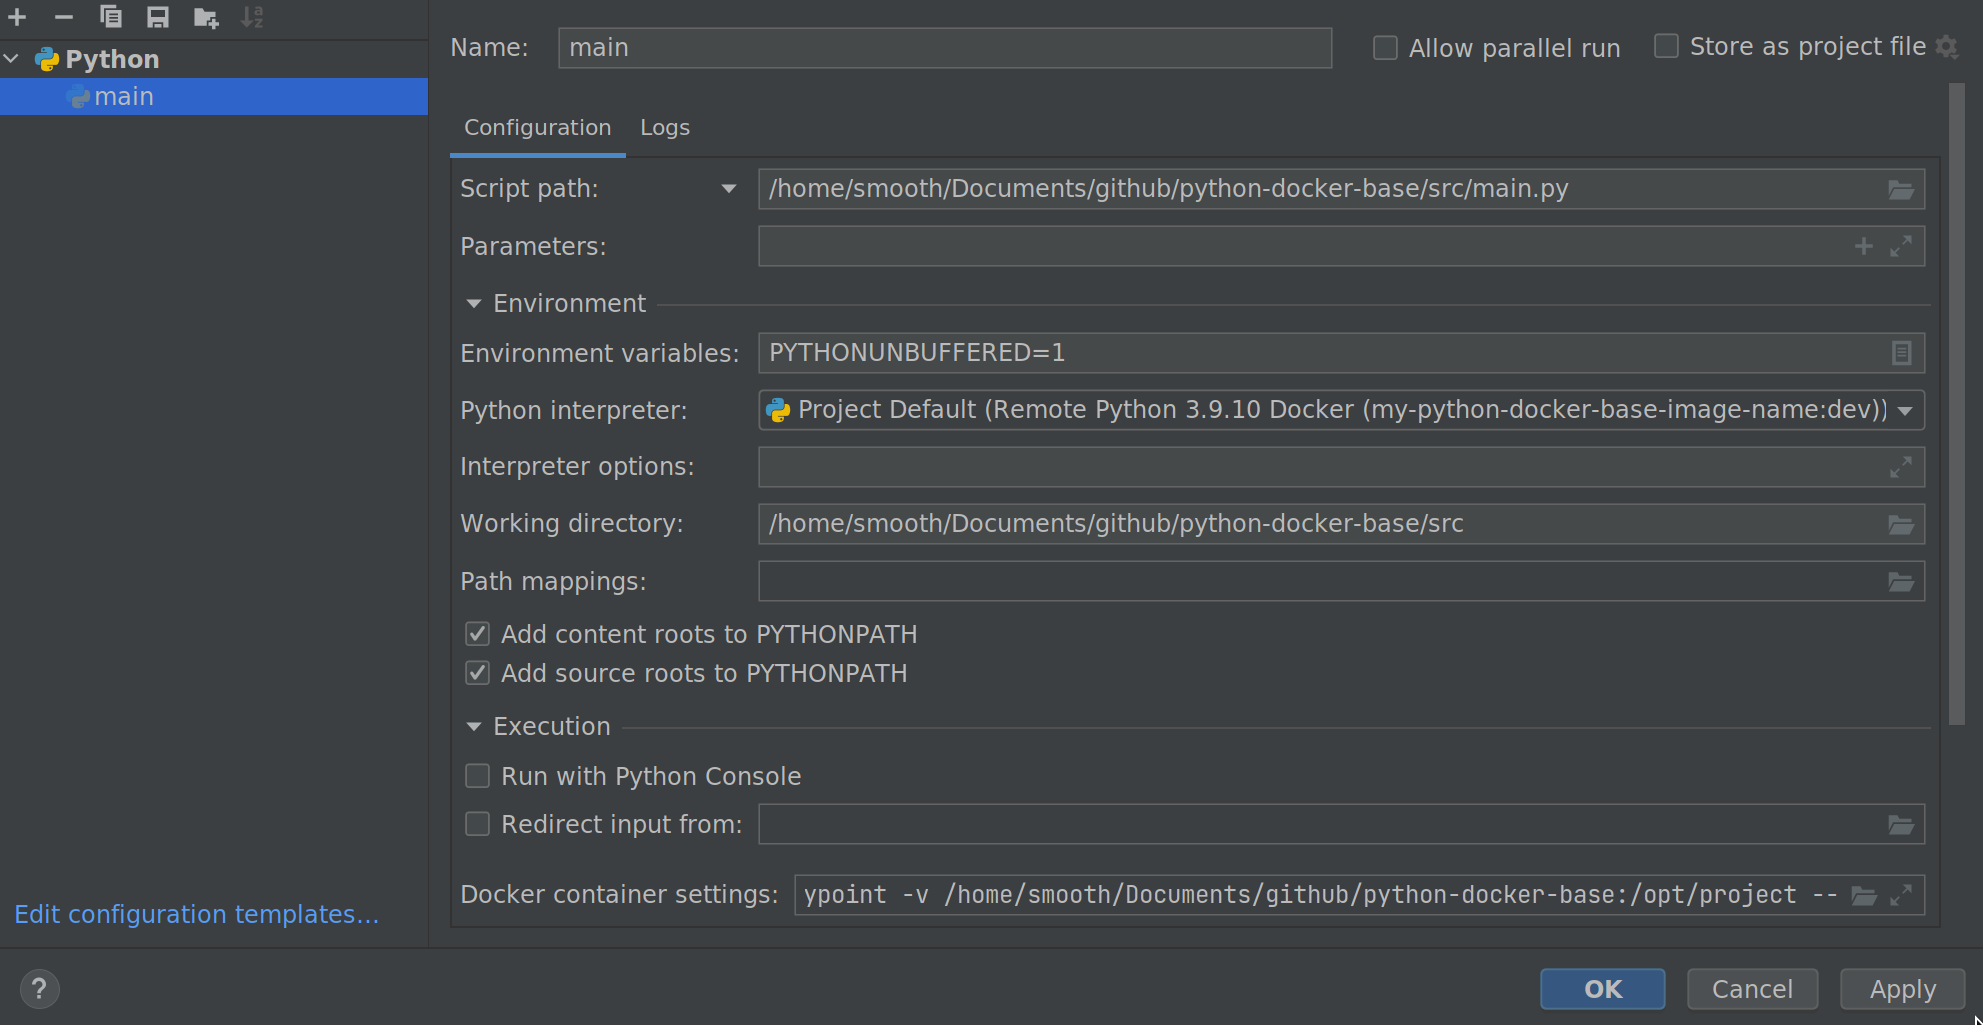 Python
main
Edit configuration templates...
Name: main
Allow parallel run
Store as project file
Configuration
Logs
Script path: /home/smooth/Documents/github/python-docker-base/src/main.py
Parameters:
Environment
Environment variables: PYTHONUNBUFFERED=1
Python interpreter: Project Default (Remote Python 3.9.10 Docker (my-python-docker-base-image-name:dev))
Interpreter options:
Working directory: /home/smooth/Documents/github/python-docker-base/src
Path mappings:
Add content roots to PYTHONPATH
Add source roots to PYTHONPATH
Execution
Run with Python Console
Redirect input from:
Docker container settings: ypoint -v /home/smooth/Documents/github/python-docker-base:/opt/project --
?
OK
Cancel
Apply